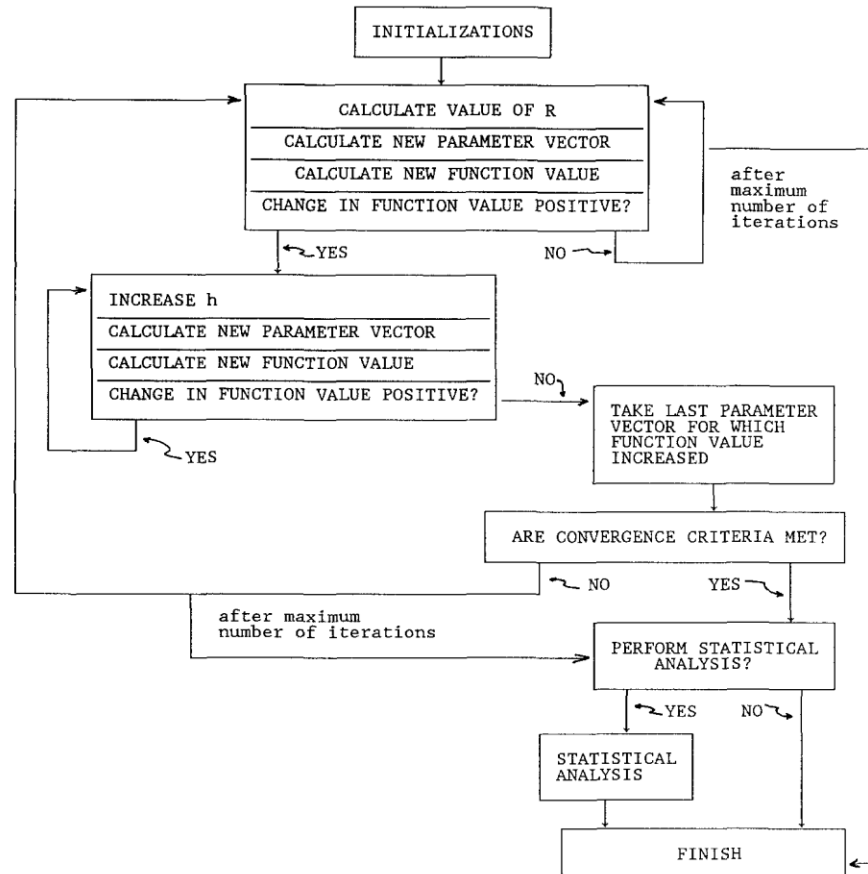 INITIALIZATIONS
CALCULATE VALUE OF R
CALCULATE NEW PARAMETER VECTOR
CALCULATE NEW FUNCTION VALUE
CHANGE IN FUNCTION VALUE POSITIVE?
after
maximum
number of
iterations
YES
NO
INCREASE h
CALCULATE NEW PARAMETER VECTOR
CALCULATE NEW FUNCTION VALUE
CHANGE IN FUNCTION VALUE POSITIVE?
NO
YES
TAKE LAST PARAMETER
VECTOR FOR WHICH
FUNCTION VALUE
INCREASED
ARE CONVERGENCE CRITERIA MET?
NO
YES
after maximum
number of iterations
PERFORM STATISTICAL
ANALYSIS?
YES
NO
STATISTICAL
ANALYSIS
FINISH